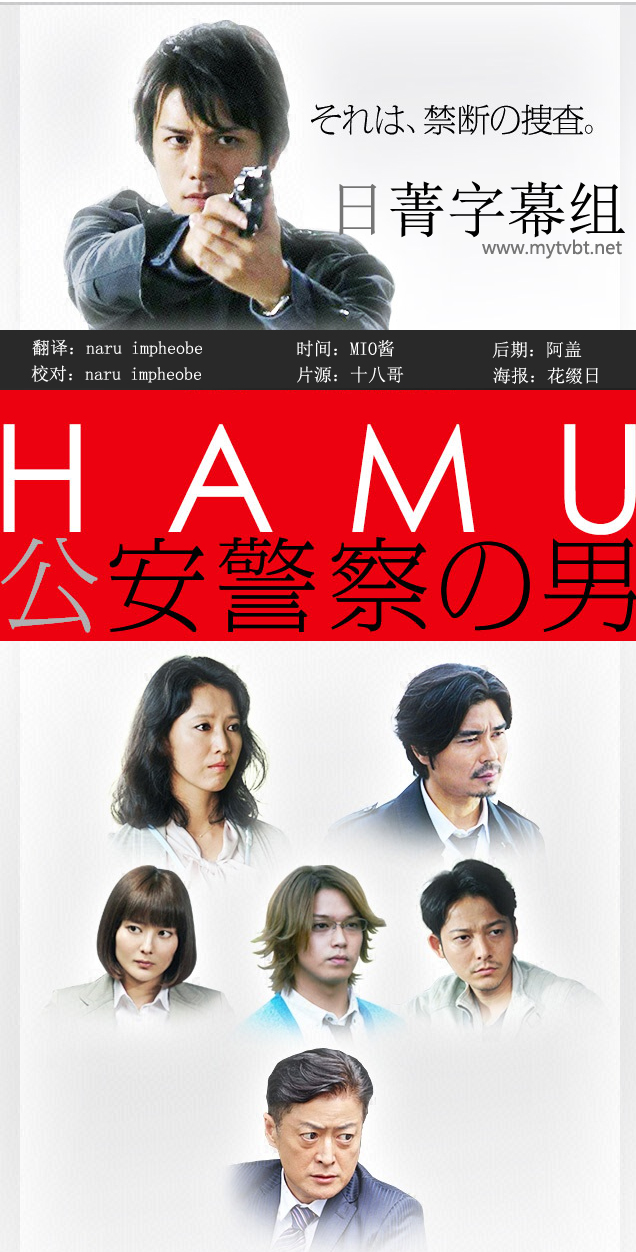 それは、禁断の捜査。
日菁字幕组
www.mytvbt.net
翻译：naru impheobe 时间：MIO酱 后期：阿盖
校对：naru impheobe 片源：十八哥 海报：花缀日
HAMU
公安警察の男